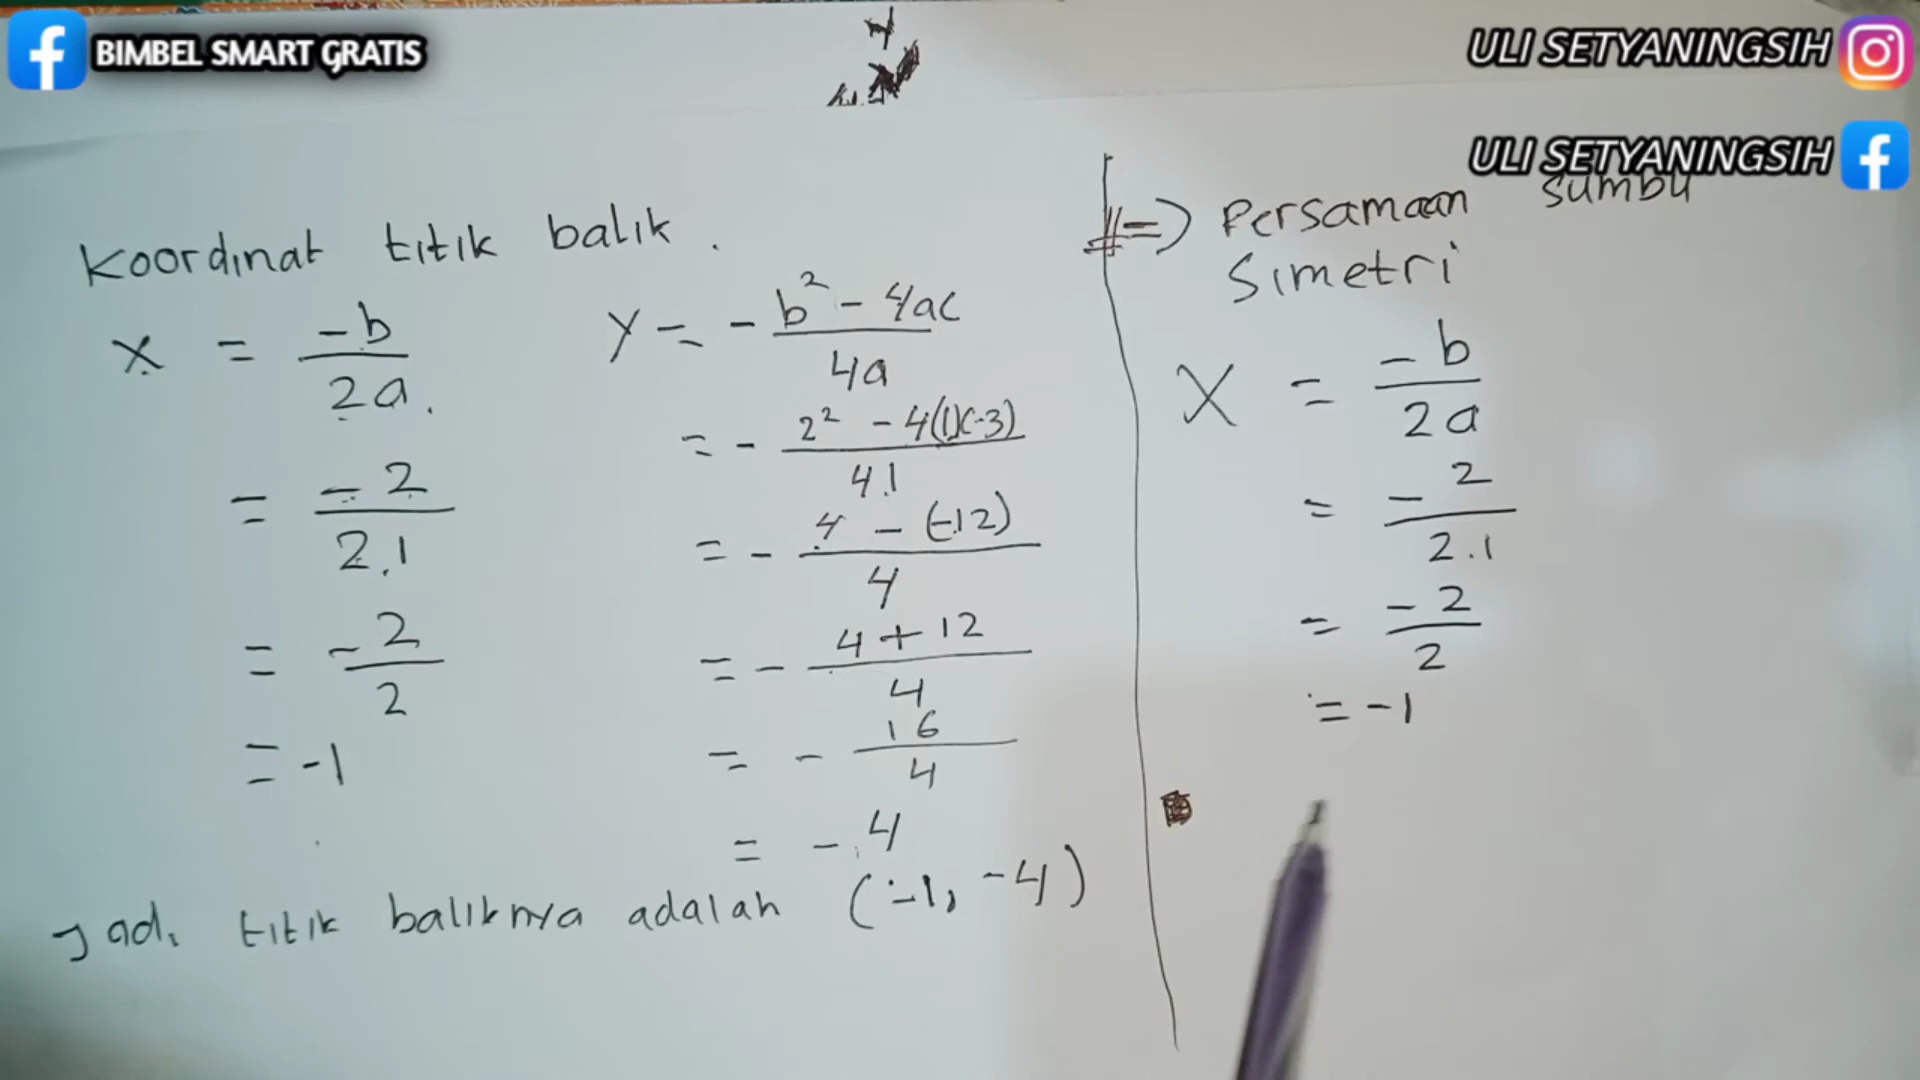 BIMBEL SMART GRATIS
ULI SETYANINGSIH
ULI SETYANINGSIH
Koordinat titik balik.
x = -b/2a.
= -2/2.1
= -2/2
= -1
y = - b² - 4ac/4a
= - 2² - 4(1)(-3)/4.1
= - 4 - (-12)/4
= - 4 + 12/4
= - 16/4
= - 4
Jadi titik baliknya adalah (-1, -4)
=> Persamaan sumbu
Simetri
X = -b/2a
= -2/2.1
= -2/2
= -1